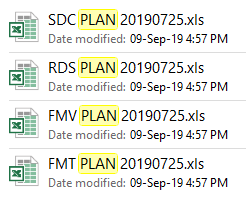 SDC PLAN 20190725.xls
Date modified: 09-Sep-19 4:57 PM
RDS PLAN 20190725.xls
Date modified: 09-Sep-19 4:57 PM
FMV PLAN 20190725.xls
Date modified: 09-Sep-19 4:57 PM
FMT PLAN 20190725.xls
Date modified: 09-Sep-19 4:57 PM